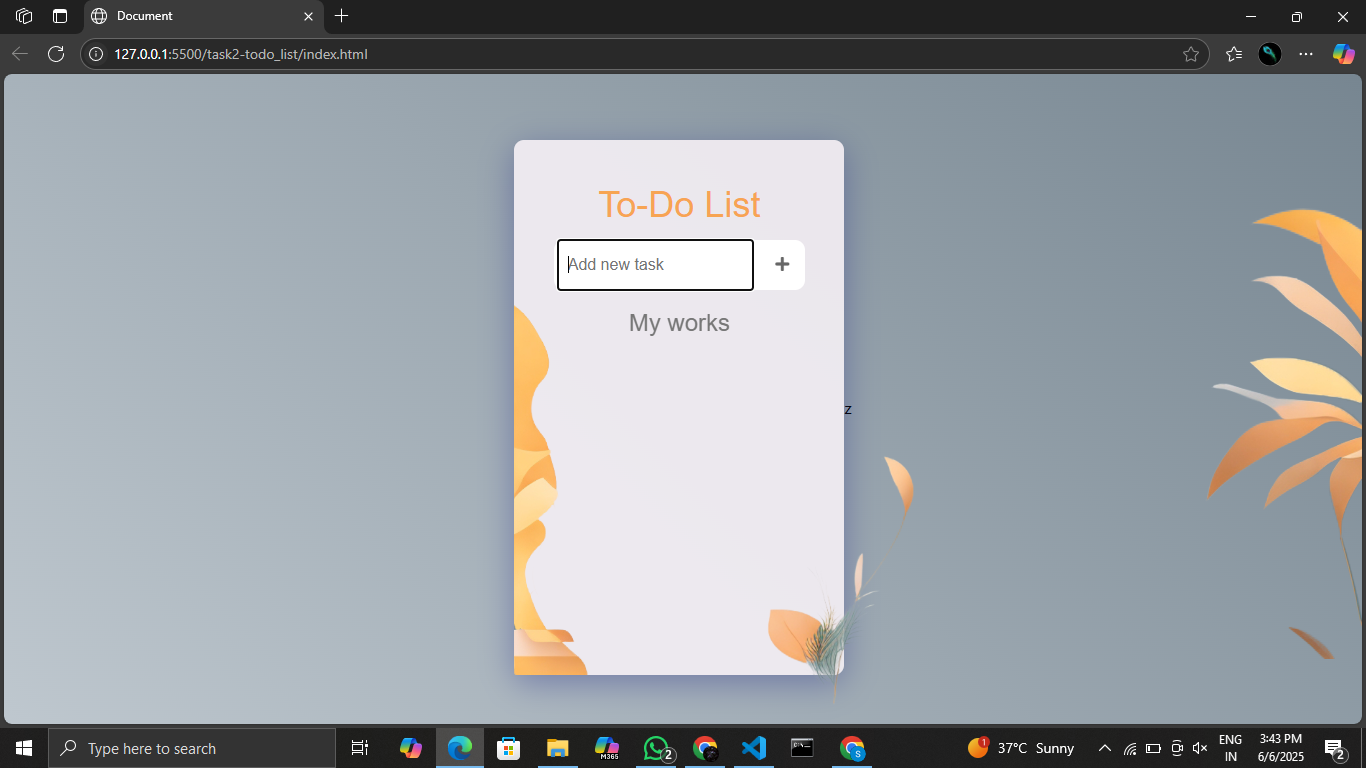 Document
127.0.0.1:5500/task2-todo_list/index.html
To-Do List
Add new task
+
My works
z
Type here to search
M365
2
S
1
37°C Sunny
ENG
IN
3:43 PM
6/6/2025
2